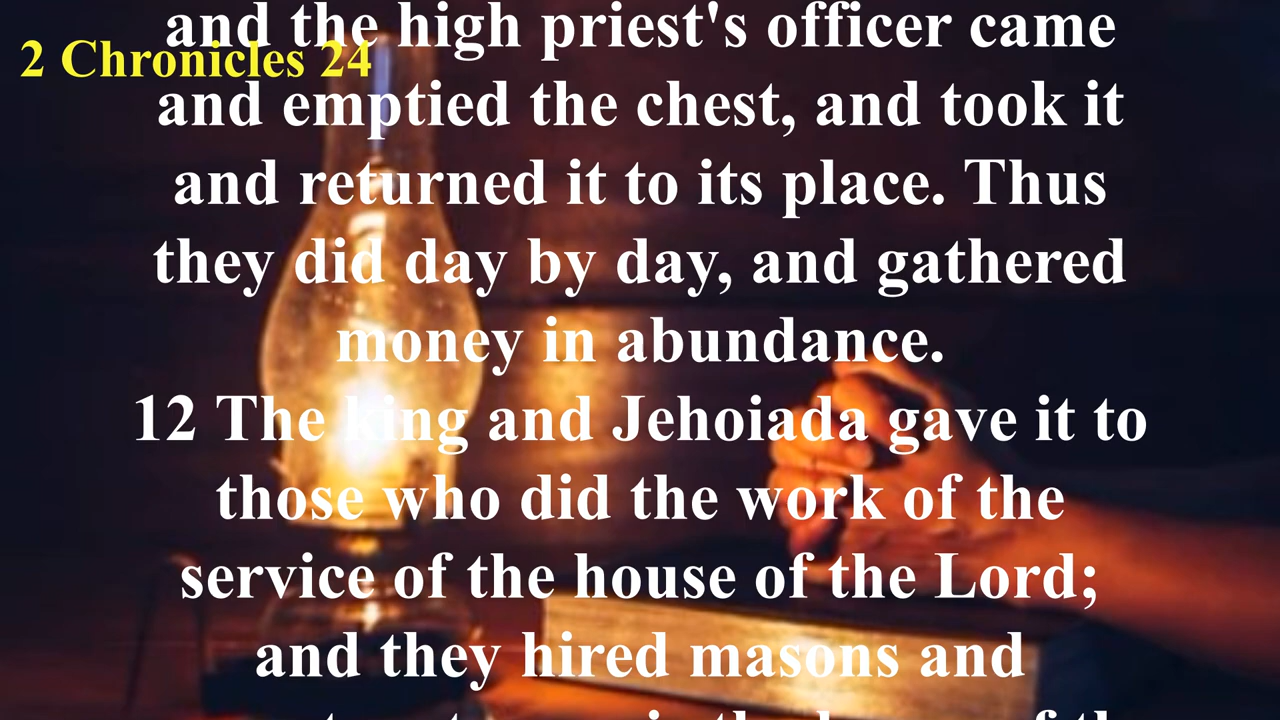 and the high priest's officer came
2 Chronicles 24
and emptied the chest, and took it
and returned it to its place. Thus
they did day by day, and gathered
money in abundance.
12 The king and Jehoiada gave it to
those who did the work of the
service of the house of the Lord;
and they hired masons and